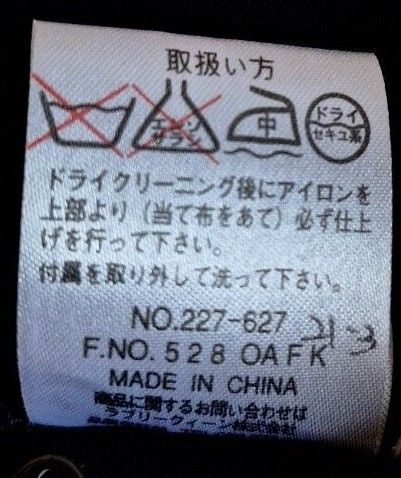 取扱い方
エンソ
サラシ
中
ドライ
セキユ系
ドライクリーニング後にアイロンを
上部より(当て布をあて)必ず仕上
げを行って下さい。
付属を取り外して洗って下さい。
NO.227-627
21-3
F.NO.528 OAFK
MADE IN CHINA
商品に関するお問い合わせは
ラブリークイーン株式会社